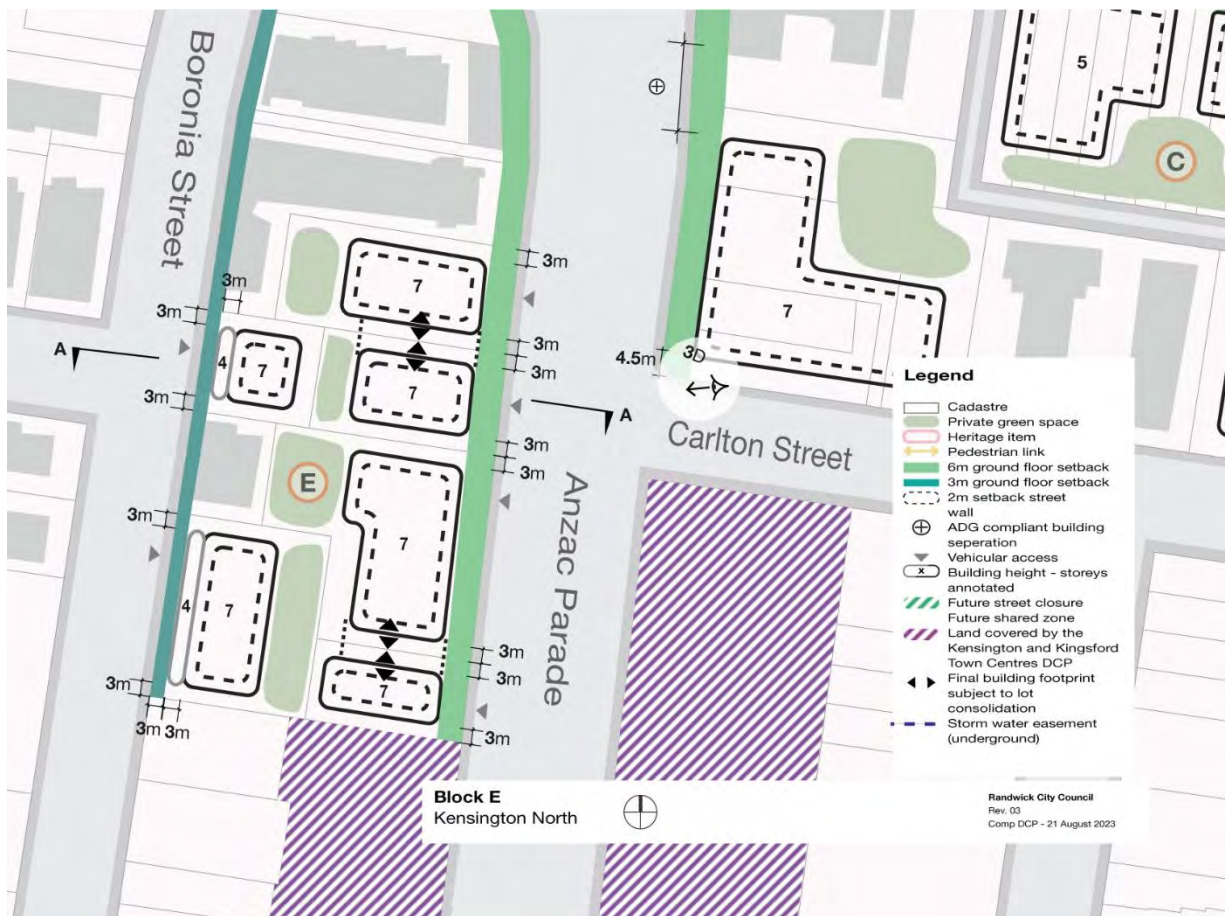 Boronia Street
5
C
3m
7
3m
3m
A
4
7
3m
3m
7
4.5m
3D
7
A
3m
3m
3m
Carlton Street
E
3m
7
Anzac Parade
4
7
3m
3m
3m
7
3m
3m 3m
Legend
Cadastre
Private green space
Heritage item
Pedestrian link
6m ground floor setback
3m ground floor setback
2m setback street
wall
ADG compliant building
seperation
Vehicular access
x
Building height - storeys
annotated
Future street closure
Future shared zone
Land covered by the
Kensington and Kingsford
Town Centres DCP
Final building footprint
subject to lot
consolidation
Storm water easement
(underground)
Block E
Kensington North
Randwick City Council
Rev. 03
Comp DCP - 21 August 2023